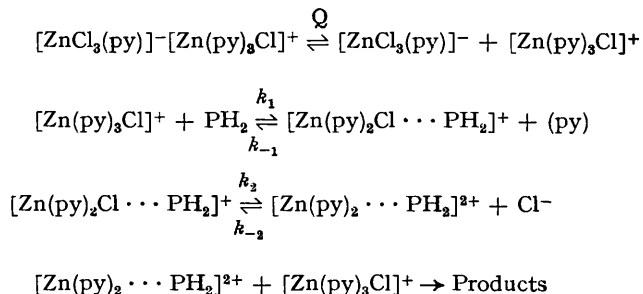 Q
[ZnCl₃(py)]⁻[Zn(py)₃Cl]⁺ ⇌ [ZnCl₃(py)]⁻ + [Zn(py)₃Cl]⁺
k₁
[Zn(py)₃Cl]⁺ + PH₂ ⇌ [Zn(py)₂Cl · · · PH₂]⁺ + (py)
k₋₁
k₂
[Zn(py)₂Cl · · · PH₂]⁺ ⇌ [Zn(py)₂ · · · PH₂]²⁺ + Cl⁻
k₋₂
[Zn(py)₂ · · · PH₂]²⁺ + [Zn(py)₃Cl]⁺ → Products